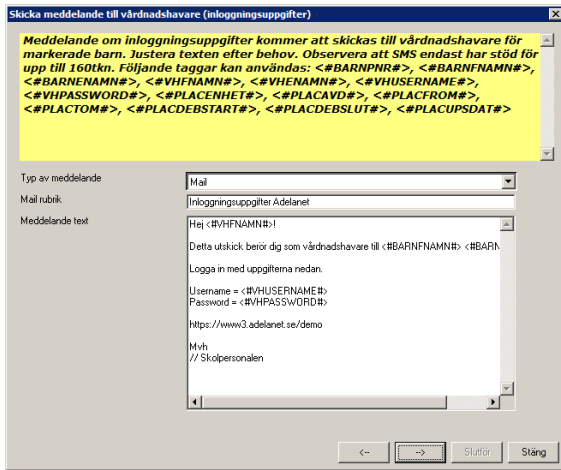 Skicka meddelande till vårdnadshavare (inloggningsuppgifter)
Meddelande om inloggningsuppgifter kommer att skickas till vårdnadshavare för
markerade barn. Justera texten efter behov. Observera att SMS endast har stöd för
upp till 160tkn. Följande taggar kan användas: <#BARNPNR#>, <#BARNFNAMN#>,
<#BARNENAMN#>, <#VHFNAMN#>, <#VHENAMN#>, <#VHUSERNAME#>,
<#VHPASSWORD#>, <#PLACENHET#>, <#PLACAVD#>, <#PLACFROM#>,
<#PLACTOM#>, <#PLACDEBSTART#>, <#PLACDEBSLUT#>, <#PLACUPSDAT#>
Typ av meddelande
Mail
Mail rubrik
Inloggningsuppgifter Adelanet
Meddelande text
Hej <#VHFNAMN#>!
Detta utskick berör dig som vårdnadshavare till <#BARNFNAMN#> <#BARN
Logga in med uppgifterna nedan.
Username = <#VHUSERNAME#>
Password = <#VHPASSWORD#>
https://www3.adelanet.se/demo
Mvh
// Skolpersonalen
<-- --> Slutför Stäng